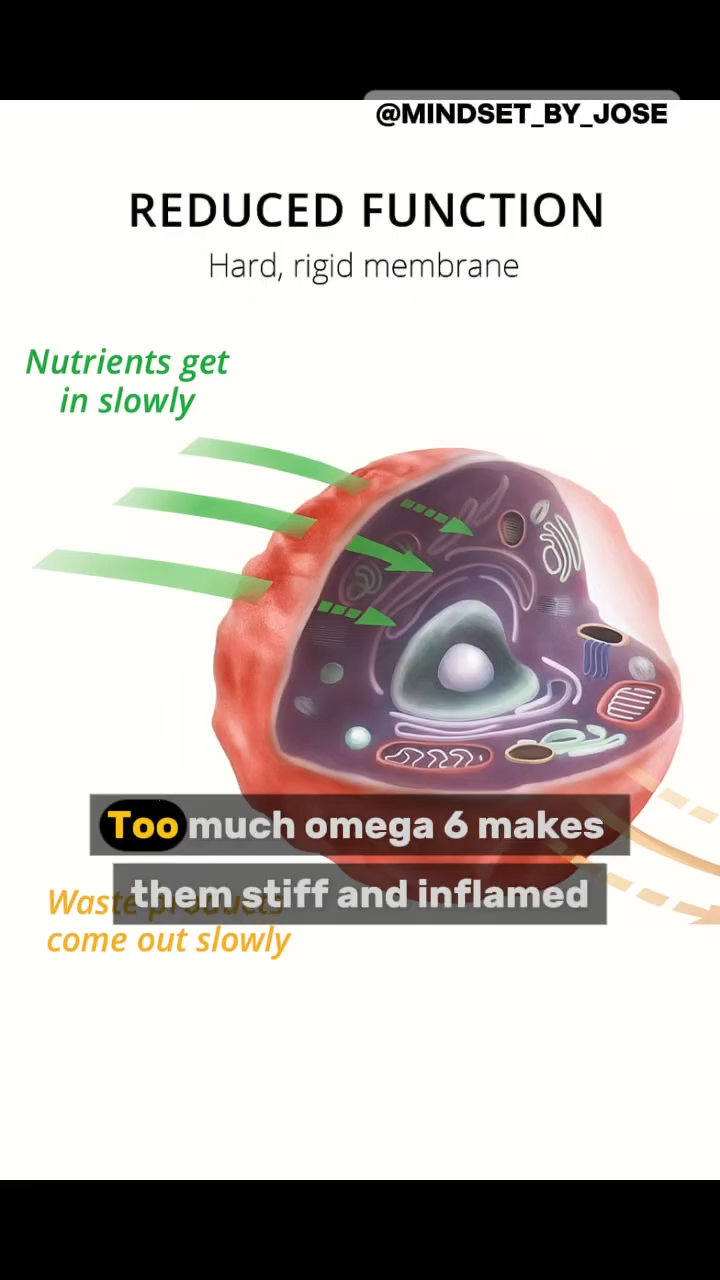 @MINDSET_BY_JOSE
REDUCED FUNCTION
Hard, rigid membrane
Nutrients get
in slowly
Too much omega 6 makes
them stiff and inflamed
Waste products
come out slowly